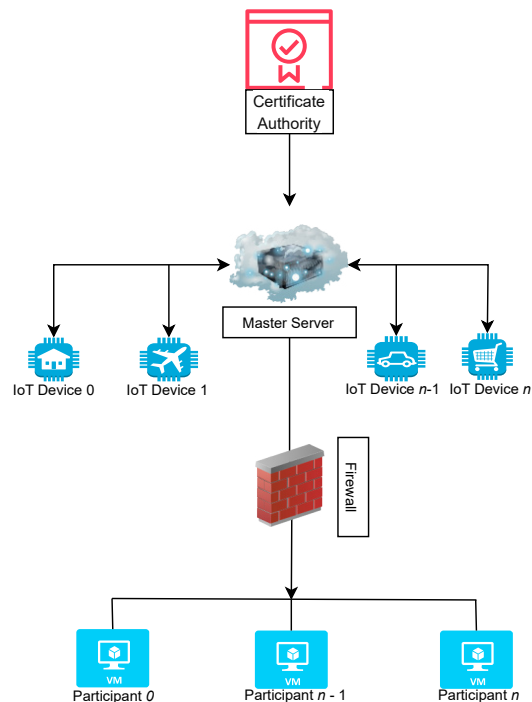 Certificate
Authority
Master Server
IoT Device 0
IoT Device 1
IoT Device n-1
IoT Device n
Firewall
VM
VM
VM
Participant 0
Participant n - 1
Participant n